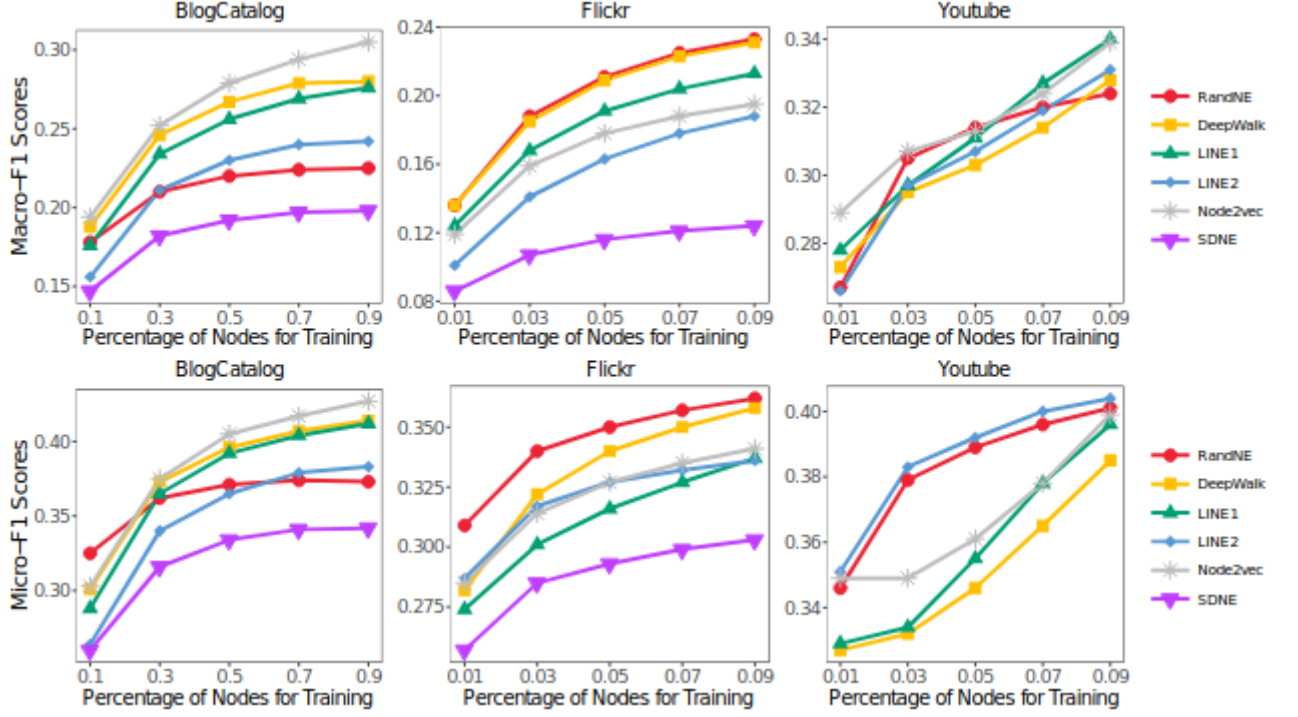 BlogCatalog
Flickr
Youtube
Macro−F1 Scores
0.30
0.25
0.20
0.15
0.1 0.3 0.5 0.7 0.9
Percentage of Nodes for Training
0.24
0.20
0.16
0.12
0.08
0.01 0.03 0.05 0.07 0.09
Percentage of Nodes for Training
0.34
0.32
0.30
0.28
0.01 0.03 0.05 0.07 0.09
Percentage of Nodes for Training
RandNE
DeepWalk
LINE1
LINE2
Node2vec
SDNE
BlogCatalog
Flickr
Youtube
Micro−F1 Scores
0.40
0.35
0.30
0.1 0.3 0.5 0.7 0.9
Percentage of Nodes for Training
0.350
0.325
0.300
0.275
0.01 0.03 0.05 0.07 0.09
Percentage of Nodes for Training
0.40
0.38
0.36
0.34
0.01 0.03 0.05 0.07 0.09
Percentage of Nodes for Training
RandNE
DeepWalk
LINE1
LINE2
Node2vec
SDNE